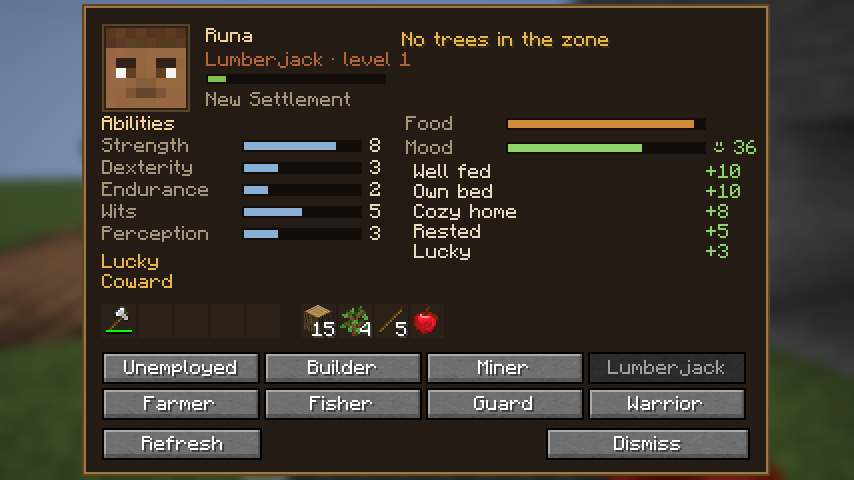 Runa
No trees in the zone
Lumberjack · level 1
New Settlement
Abilities
Strength 8
Dexterity 3
Endurance 2
Wits 5
Perception 3
Lucky
Coward
Food
Mood 36
Well fed +10
Own bed +10
Cozy home +8
Rested +5
Lucky +3
15 4 5
Unemployed Builder Miner Lumberjack
Farmer Fisher Guard Warrior
Refresh Dismiss